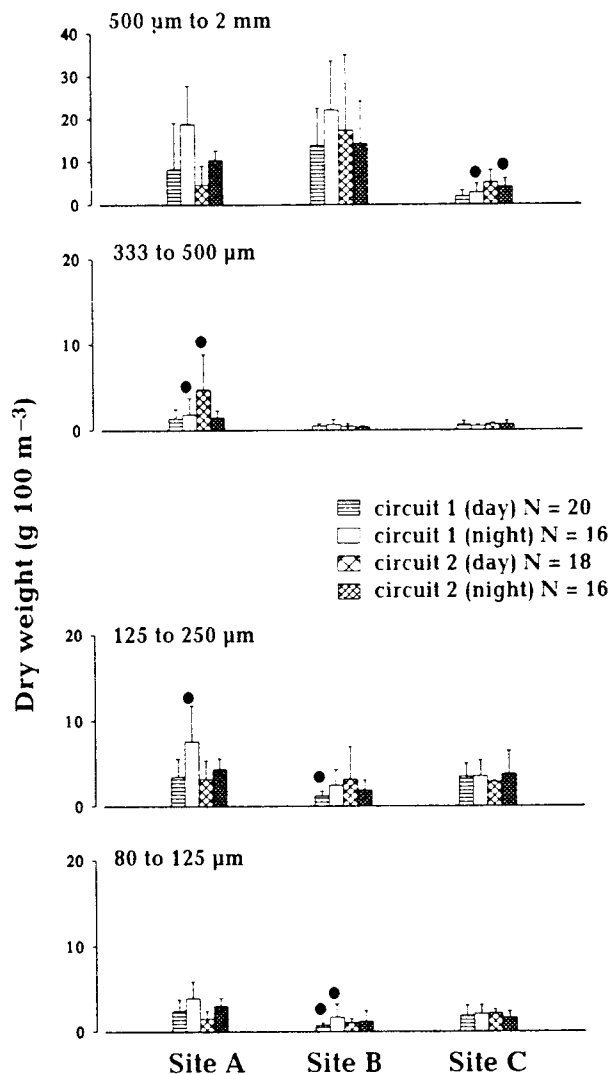 500 µm to 2 mm
40
30
20
10
0
333 to 500 µm
20
10
0
Dry weight (g 100 m⁻³)
circuit 1 (day) N = 20
circuit 1 (night) N = 16
circuit 2 (day) N = 18
circuit 2 (night) N = 16
125 to 250 µm
20
10
0
80 to 125 µm
20
10
0
Site A Site B Site C